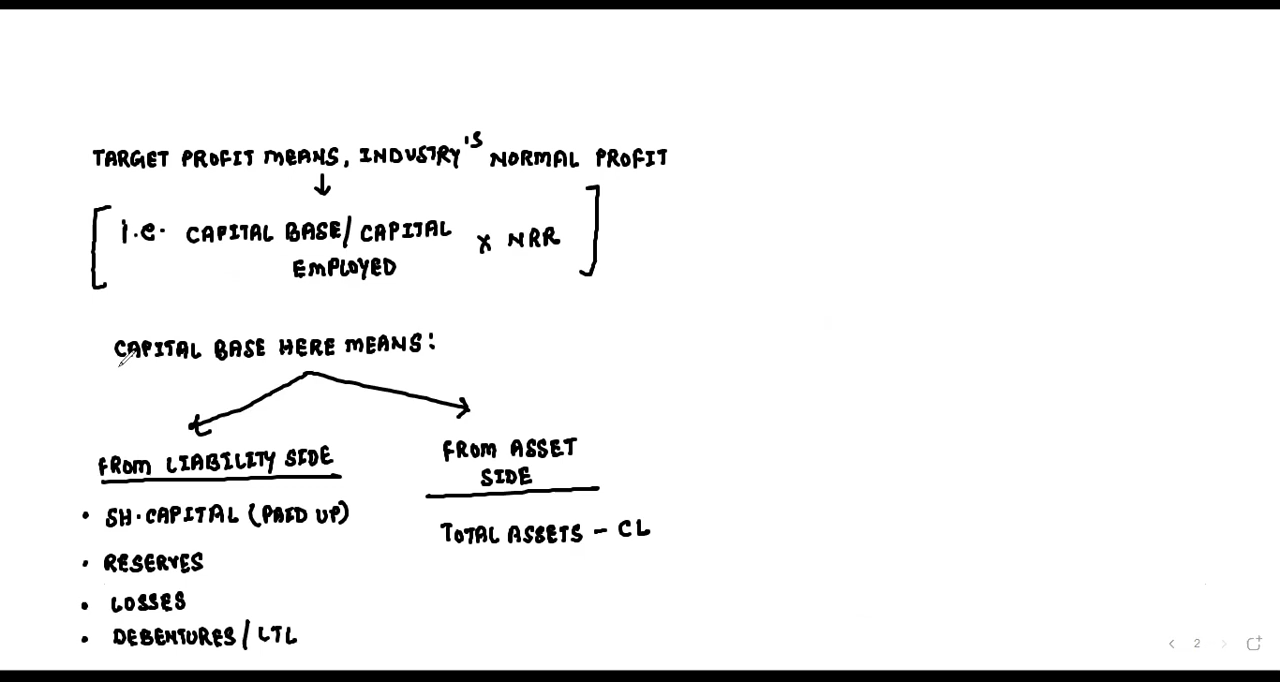 TARGET PROFIT MEANS, INDUSTRY'S NORMAL PROFIT
↓
[ i.e. CAPITAL BASE/CAPITAL EMPLOYED x NRR ]
CAPITAL BASE HERE MEANS:
FROM LIABILITY SIDE
• SH.CAPITAL (PAID UP)
• RESERVES
• LOSSES
• DEBENTURES/LTL
FROM ASSET
SIDE
TOTAL ASSETS - CL
< 2 >